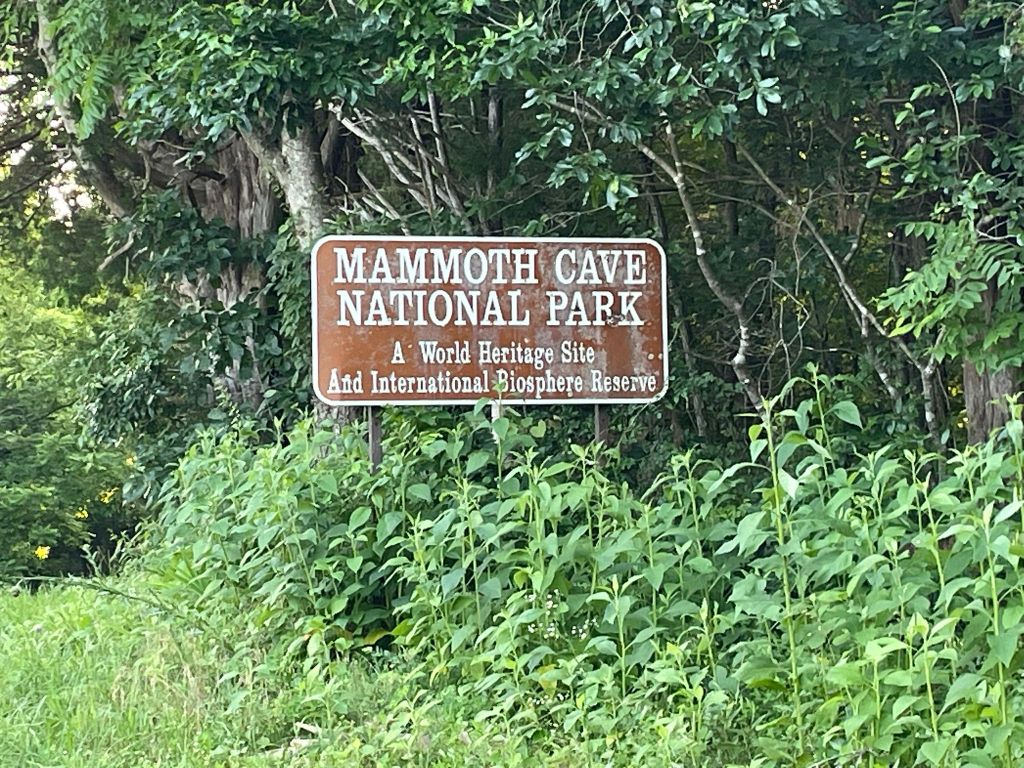 MAMMOTH CAVE
NATIONAL PARK
A World Heritage Site
And International Biosphere Reserve